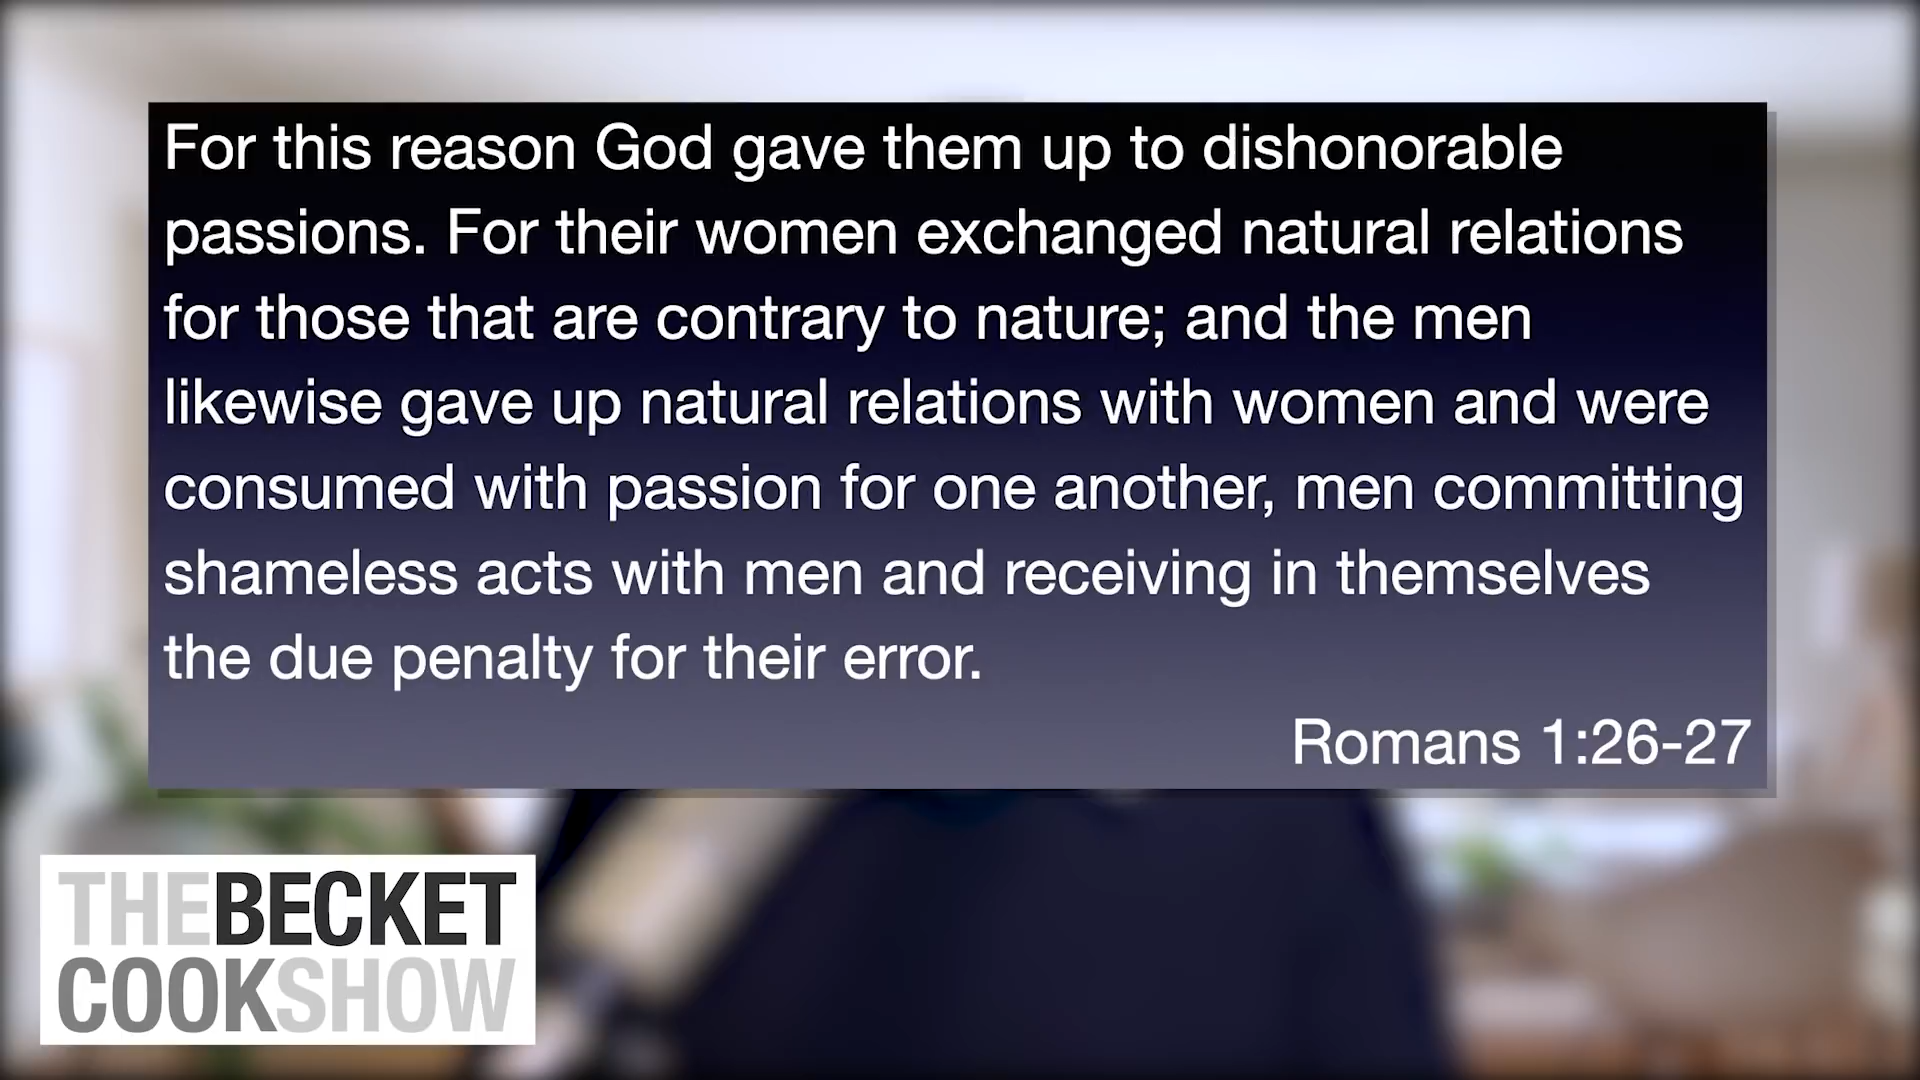 For this reason God gave them up to dishonorable
passions. For their women exchanged natural relations
for those that are contrary to nature; and the men
likewise gave up natural relations with women and were
consumed with passion for one another, men committing
shameless acts with men and receiving in themselves
the due penalty for their error.
Romans 1:26-27
THEBECKET
COOKSHOW